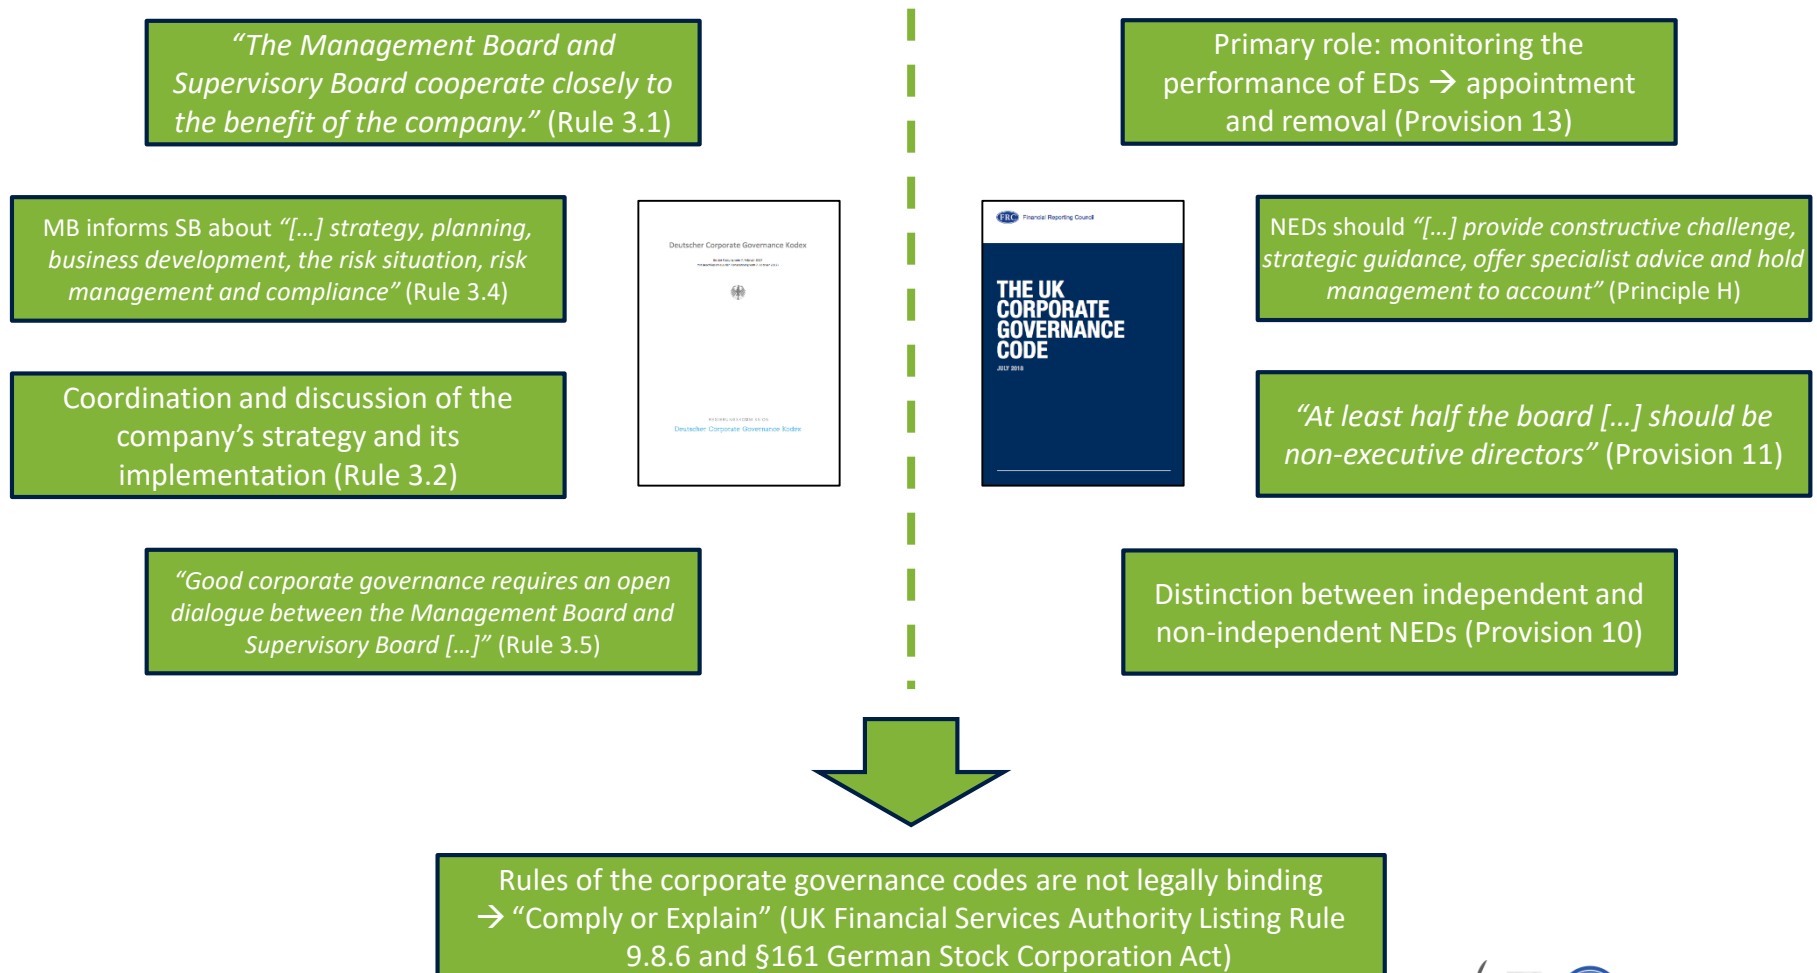 “The Management Board and
Supervisory Board cooperate closely to
the benefit of the company.” (Rule 3.1)
MB informs SB about “[…] strategy, planning,
business development, the risk situation, risk
management and compliance” (Rule 3.4)
Coordination and discussion of the
company’s strategy and its
implementation (Rule 3.2)
“Good corporate governance requires an open
dialogue between the Management Board and
Supervisory Board […]” (Rule 3.5)
Deutscher Corporate Governance Kodex
Deutscher Corporate Governance Kodex
Primary role: monitoring the
performance of EDs → appointment
and removal (Provision 13)
FRC Financial Reporting Council
THE UK
CORPORATE
GOVERNANCE
CODE
JULY 2018
NEDs should “[…] provide constructive challenge,
strategic guidance, offer specialist advice and hold
management to account” (Principle H)
“At least half the board […] should be
non-executive directors” (Provision 11)
Distinction between independent and
non-independent NEDs (Provision 10)
Rules of the corporate governance codes are not legally binding
→ “Comply or Explain” (UK Financial Services Authority Listing Rule
9.8.6 and §161 German Stock Corporation Act)